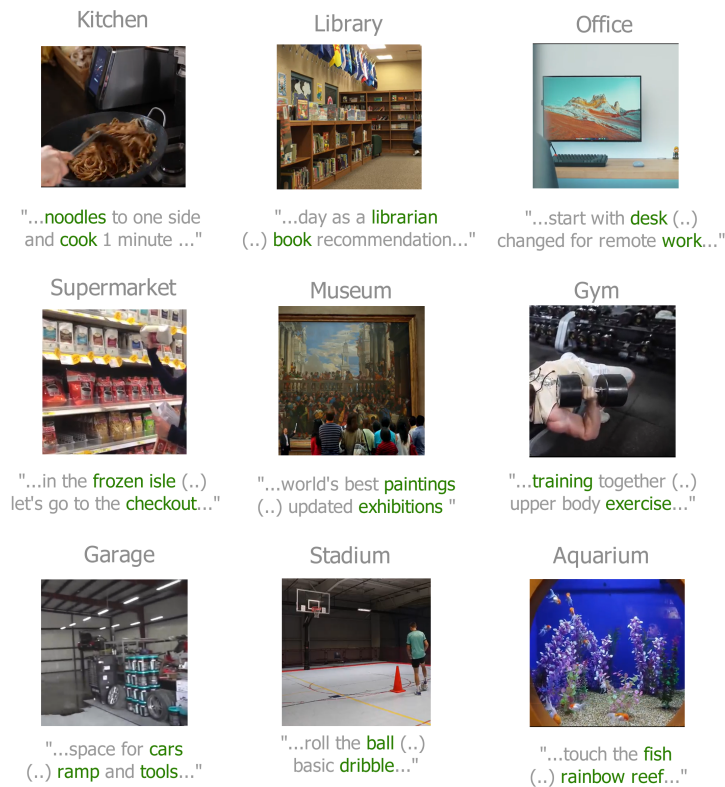 Kitchen
Library
Office
"...noodles to one side
and cook 1 minute ..."
"...day as a librarian
(..) book recommendation..."
"...start with desk (..)
changed for remote work..."
Supermarket
Museum
Gym
"...in the frozen isle (..)
let's go to the checkout..."
"...world's best paintings
(..) updated exhibitions "
"...training together (..)
upper body exercise..."
Garage
Stadium
Aquarium
"...space for cars
(..) ramp and tools..."
"...roll the ball (..)
basic dribble..."
"...touch the fish
(..) rainbow reef..."